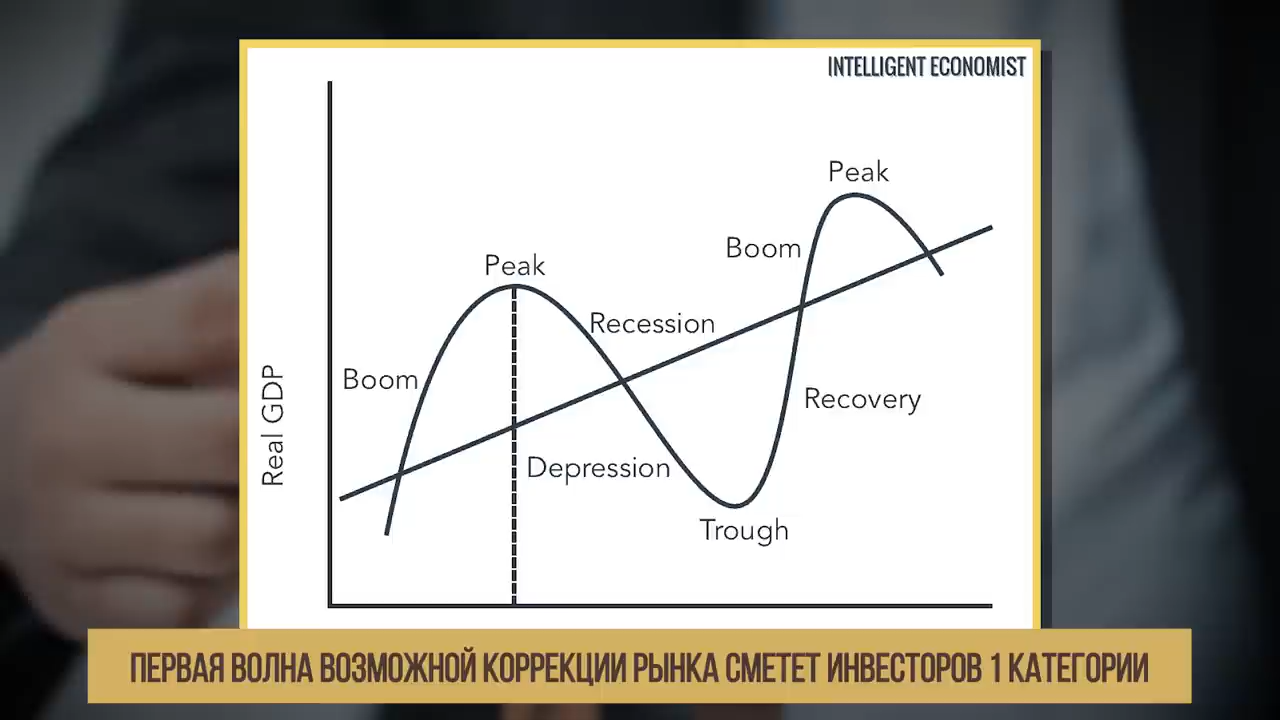 INTELLIGENT ECONOMIST
Peak
Boom
Peak
Recession
Boom
Real GDP
Recovery
Depression
Trough
ПЕРВАЯ ВОЛНА ВОЗМОЖНОЙ КОРРЕКЦИИ РЫНКА СМЕТЕТ ИНВЕСТОРОВ 1 КАТЕГОРИИ